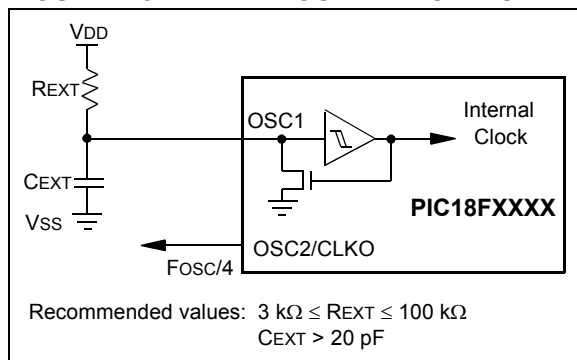 VDD
REXT
OSC1
Internal
Clock
CEXT
PIC18FXXXX
VSS
OSC2/CLKO
FOSC/4
Recommended values: 3 kΩ ≤ REXT ≤ 100 kΩ
CEXT > 20 pF